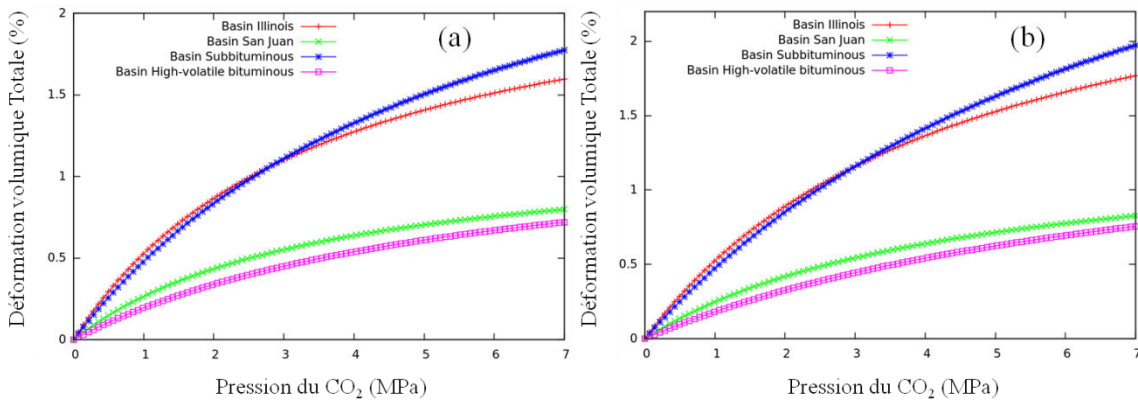 Déformation volumique Totale (%)
2
1.5
1
0.5
0
Basin Illinois
Basin San Juan
Basin Subbituminous
Basin High-volatile bituminous
(a)
0 1 2 3 4 5 6 7
Pression du CO₂ (MPa)
Déformation volumique Totale (%)
2
1.5
1
0.5
0
Basin Illinois
Basin San Juan
Basin Subbituminous
Basin High-volatile bituminous
(b)
0 1 2 3 4 5 6 7
Pression du CO₂ (MPa)